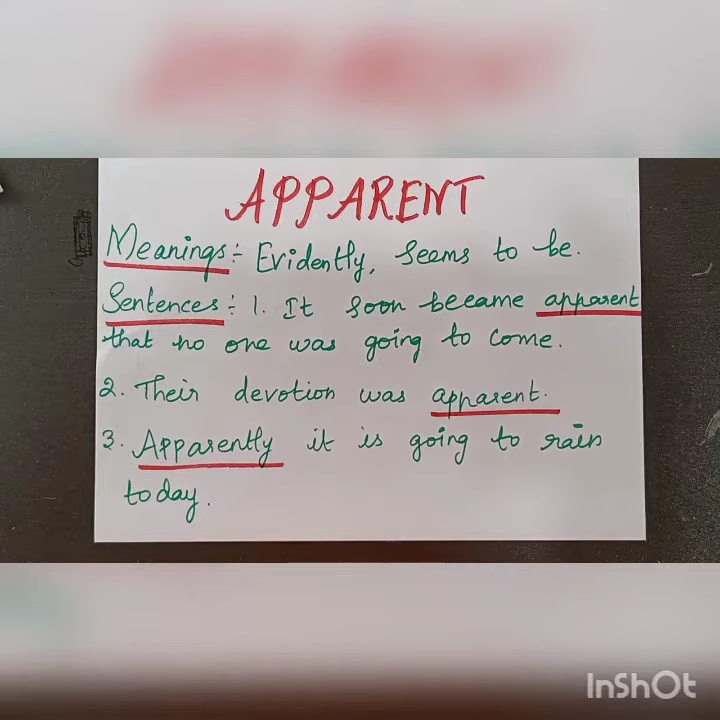 APPARENT
Meanings :- Evidently, seems to be.
Sentences :- 1. It soon became apparent
that no one was going to come.
2. Their devotion was apparent.
3. Apparently it is going to rain
today.
InShOt